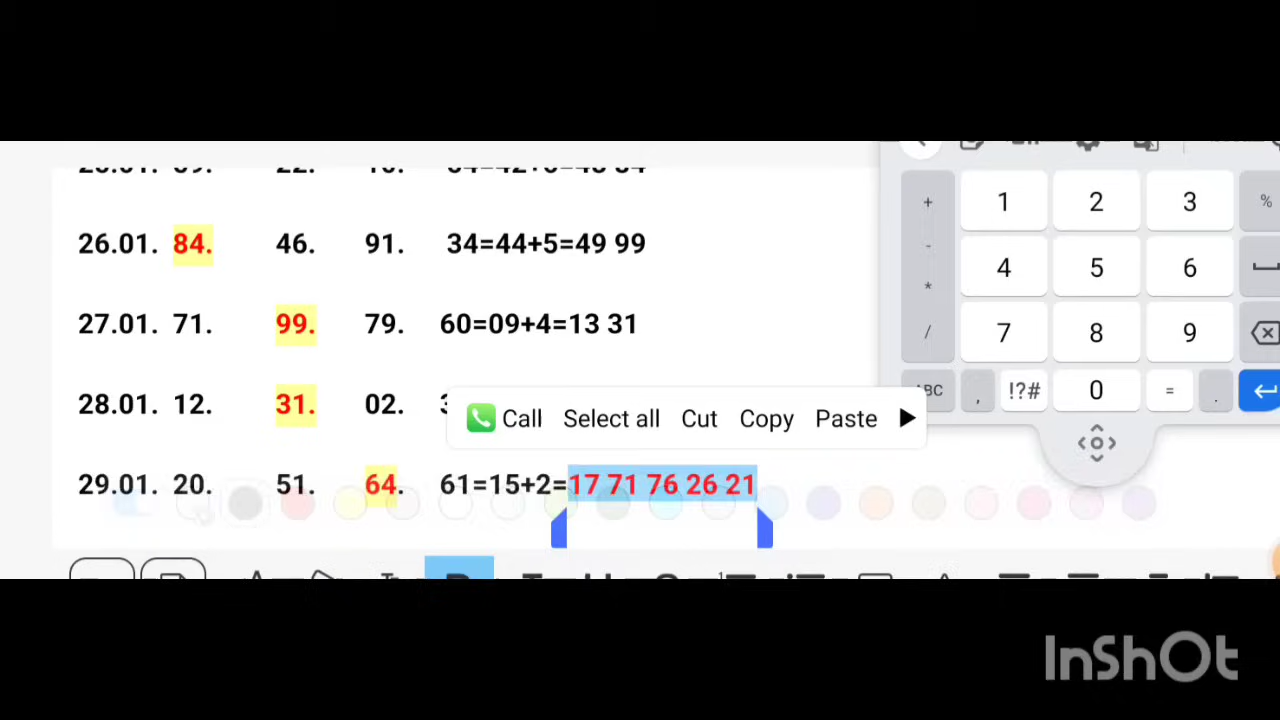 26.01. 84. 46. 91. 34=44+5=49 99
27.01. 71. 99. 79. 60=09+4=13 31
28.01. 12. 31. 02.
Call Select all Cut Copy Paste
29.01. 20. 51. 64. 61=15+2=17 71 76 26 21
+ 1 2 3 %
- 4 5 6
*
/ 7 8 9
, !?# 0 = .
InShOt